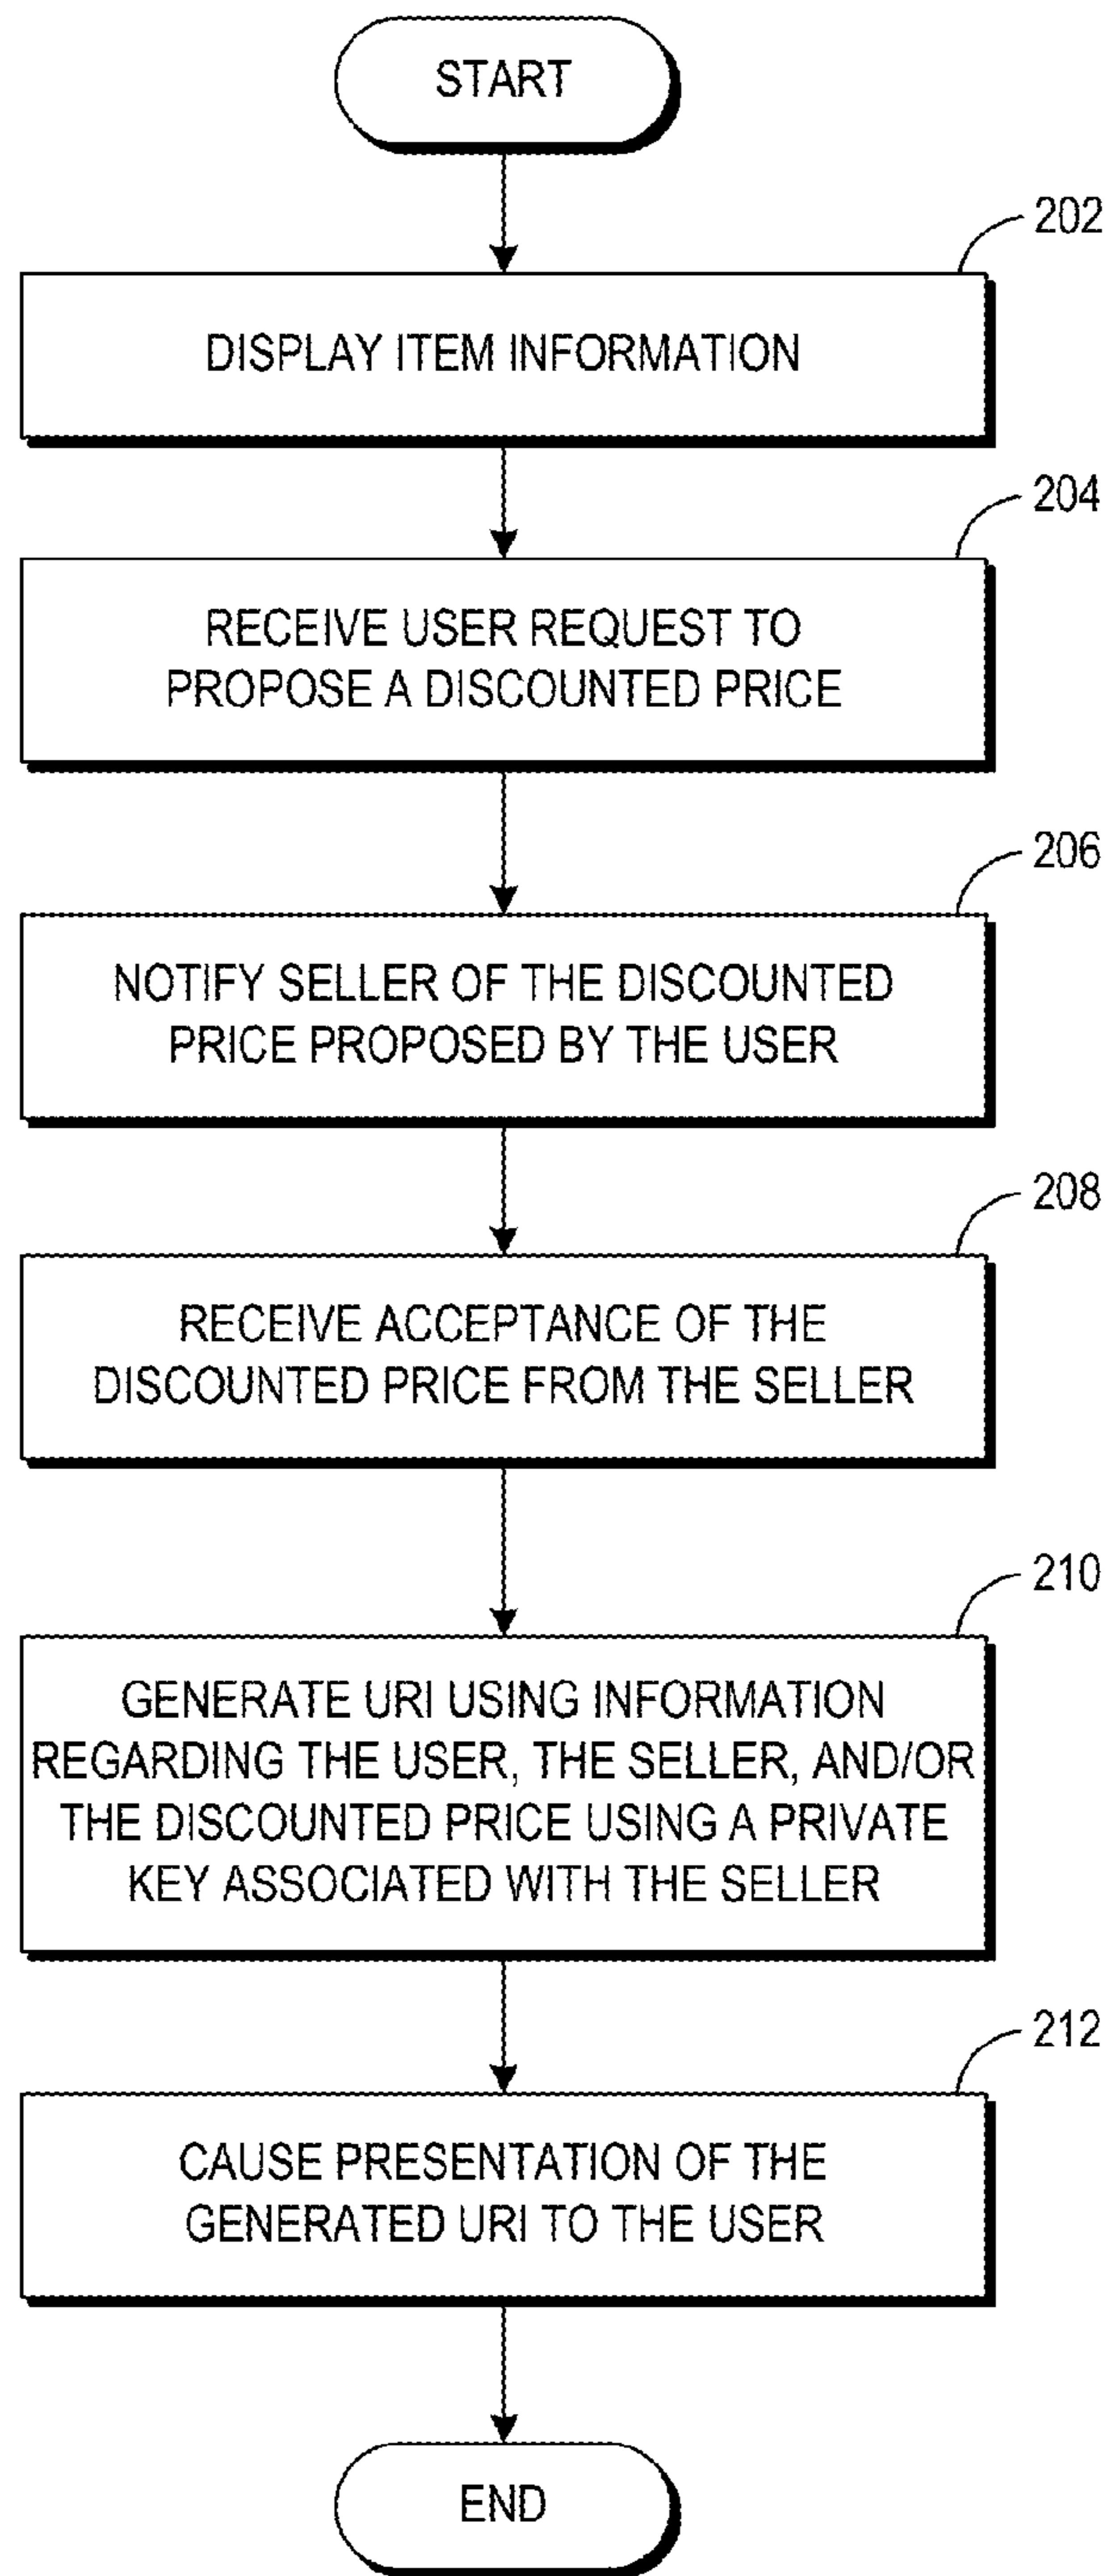 START
202
DISPLAY ITEM INFORMATION
204
RECEIVE USER REQUEST TO
PROPOSE A DISCOUNTED PRICE
206
NOTIFY SELLER OF THE DISCOUNTED
PRICE PROPOSED BY THE USER
208
RECEIVE ACCEPTANCE OF THE
DISCOUNTED PRICE FROM THE SELLER
210
GENERATE URI USING INFORMATION
REGARDING THE USER, THE SELLER, AND/OR
THE DISCOUNTED PRICE USING A PRIVATE
KEY ASSOCIATED WITH THE SELLER
212
CAUSE PRESENTATION OF THE
GENERATED URI TO THE USER
END